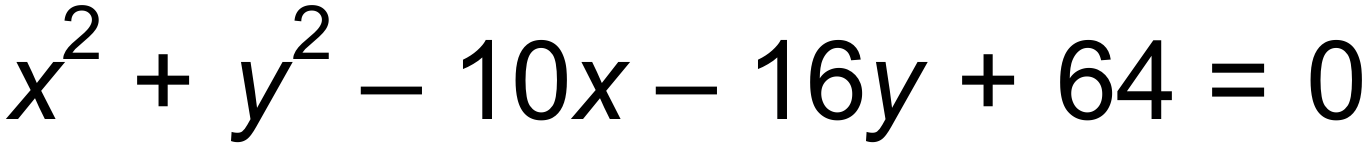 x² + y² – 10x – 16y + 64 = 0